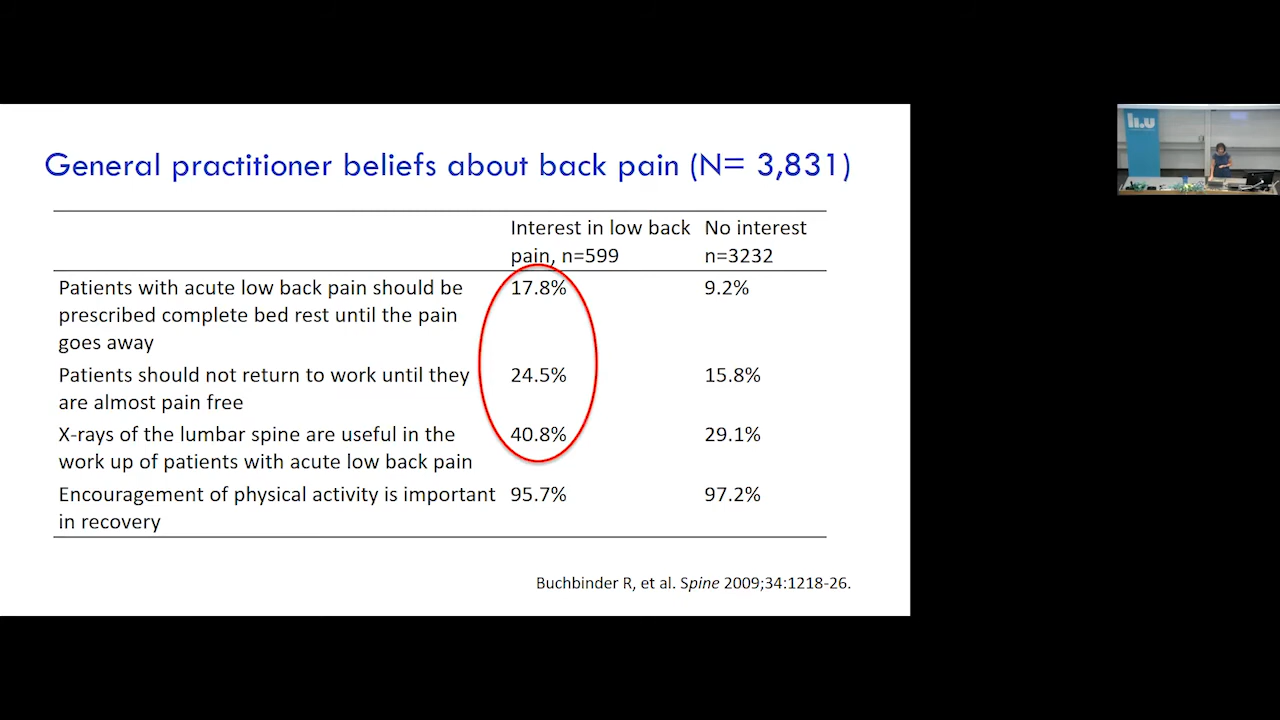 General practitioner beliefs about back pain (N= 3,831)
Interest in low back
pain, n=599
No interest
n=3232
Patients with acute low back pain should be
prescribed complete bed rest until the pain
goes away
17.8%
9.2%
Patients should not return to work until they
are almost pain free
24.5%
15.8%
X-rays of the lumbar spine are useful in the
work up of patients with acute low back pain
40.8%
29.1%
Encouragement of physical activity is important
in recovery
95.7%
97.2%
Buchbinder R, et al. Spine 2009;34:1218-26.